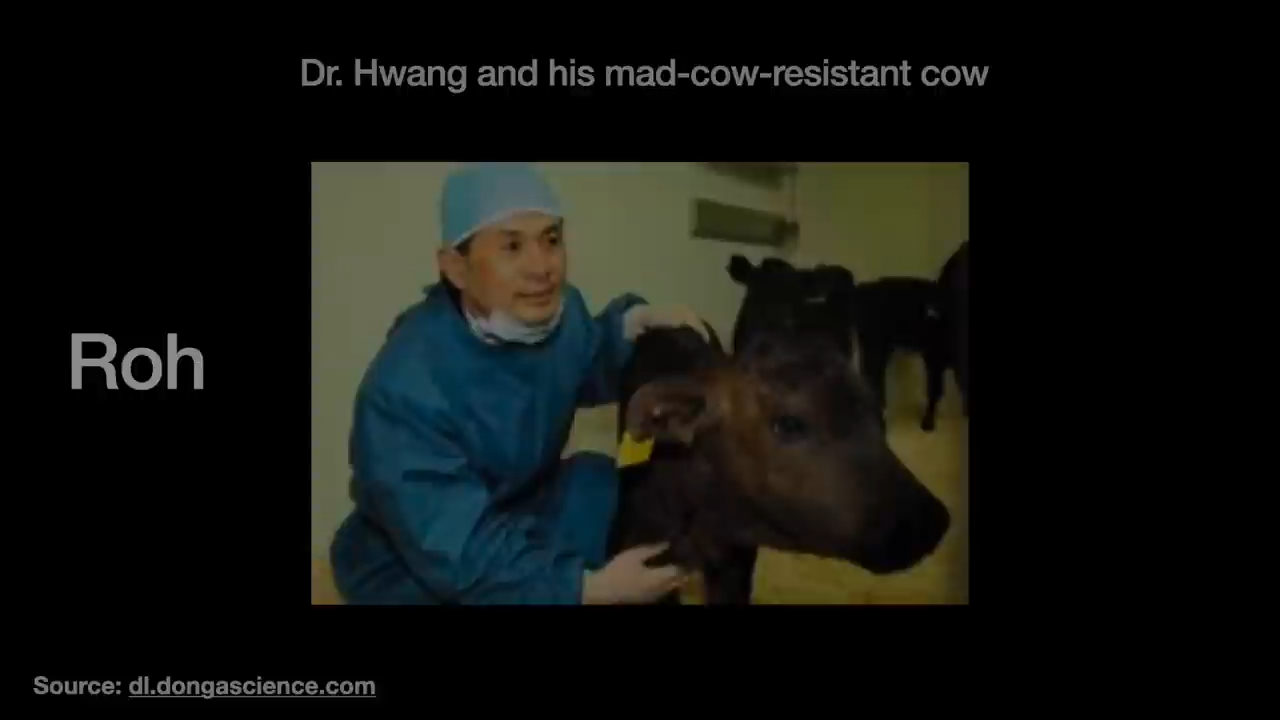 Dr. Hwang and his mad-cow-resistant cow
Roh
Source: dl.dongascience.com